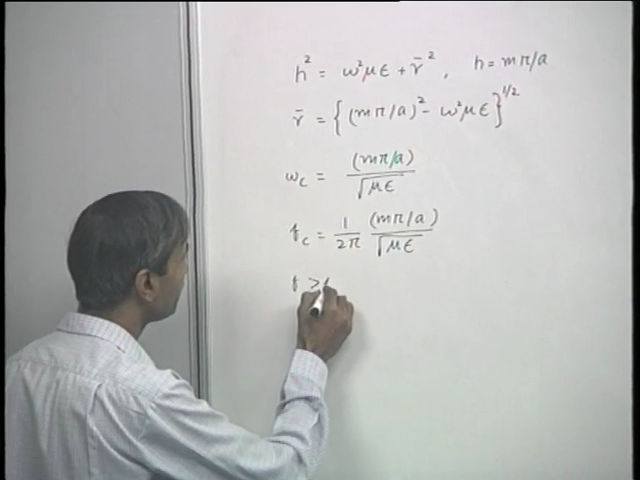 h² = ω²με + γ̄², h = mπ/a
γ̄ = {(mπ/a)² - ω²με}^1/2
ω_c = (mπ/a) / √με
f_c = 1/2π (mπ/a) / √με
f > f